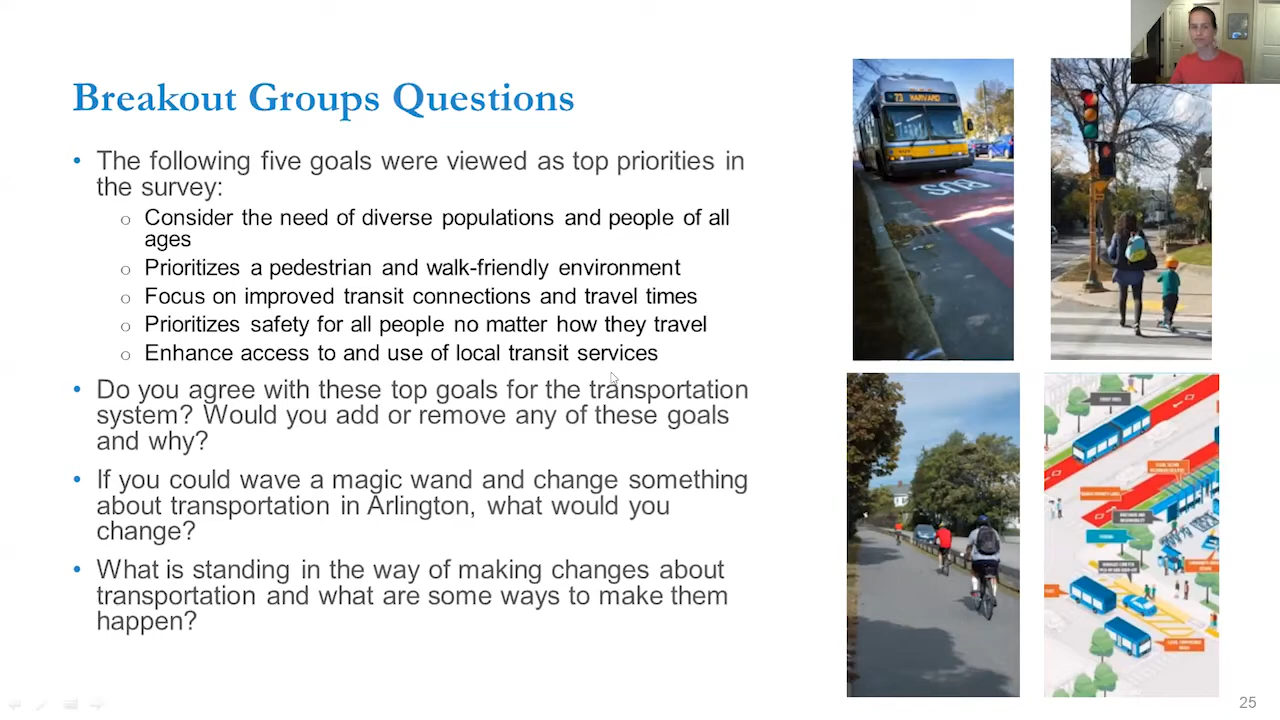 Breakout Groups Questions
• The following five goals were viewed as top priorities in
the survey:
o Consider the need of diverse populations and people of all
ages
o Prioritizes a pedestrian and walk-friendly environment
o Focus on improved transit connections and travel times
o Prioritizes safety for all people no matter how they travel
o Enhance access to and use of local transit services
• Do you agree with these top goals for the transportation
system? Would you add or remove any of these goals
and why?
• If you could wave a magic wand and change something
about transportation in Arlington, what would you
change?
• What is standing in the way of making changes about
transportation and what are some ways to make them
happen?
73 HARVARD
BUS
25